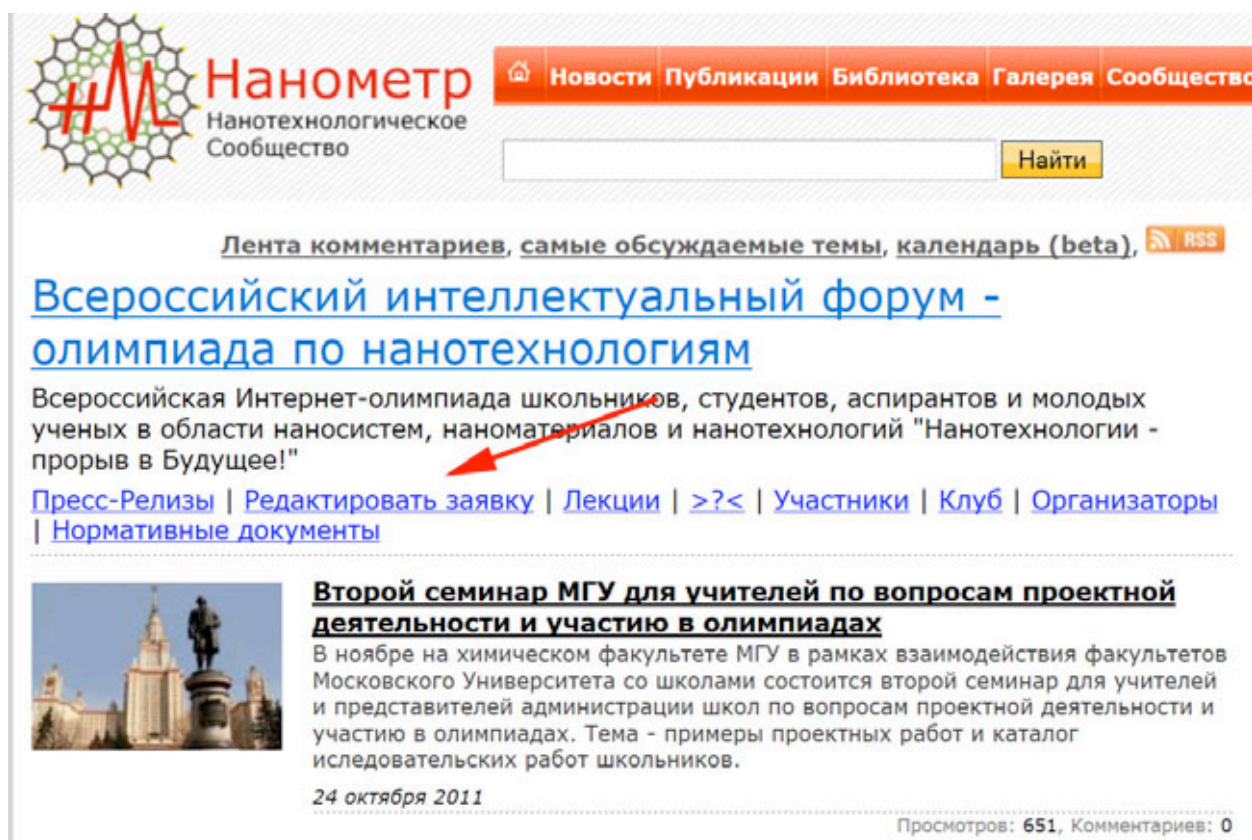 Нанометр
Нанотехнологическое
Сообщество
Новости Публикации Библиотека Галерея Сообщество
Найти
Лента комментариев, самые обсуждаемые темы, календарь (beta), RSS
Всероссийский интеллектуальный форум -
олимпиада по нанотехнологиям
Всероссийская Интернет-олимпиада школьников, студентов, аспирантов и молодых
ученых в области наносистем, наноматериалов и нанотехнологий "Нанотехнологии -
прорыв в Будущее!"
Пресс-Релизы | Редактировать заявку | Лекции | >?< | Участники | Клуб | Организаторы
| Нормативные документы
Второй семинар МГУ для учителей по вопросам проектной
деятельности и участию в олимпиадах
В ноябре на химическом факультете МГУ в рамках взаимодействия факультетов
Московского Университета со школами состоится второй семинар для учителей
и представителей администрации школ по вопросам проектной деятельности и
участию в олимпиадах. Тема - примеры проектных работ и каталог
иследовательских работ школьников.
24 октября 2011
Просмотров: 651, Комментариев: 0